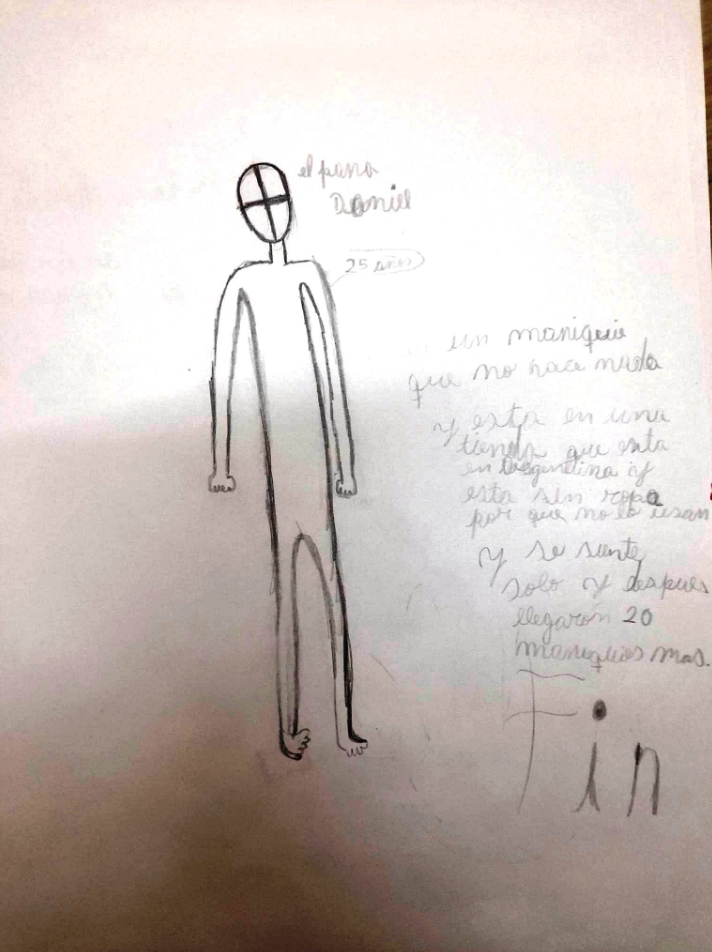 el pana
Daniel
25 años
un maniquie
que no hace nada
y esta en una
tienda que esta
en Argentina y
esta sin ropa
por que no lo usan
y se siente
solo y despues
llegarón 20
maniquies mas.
Fin